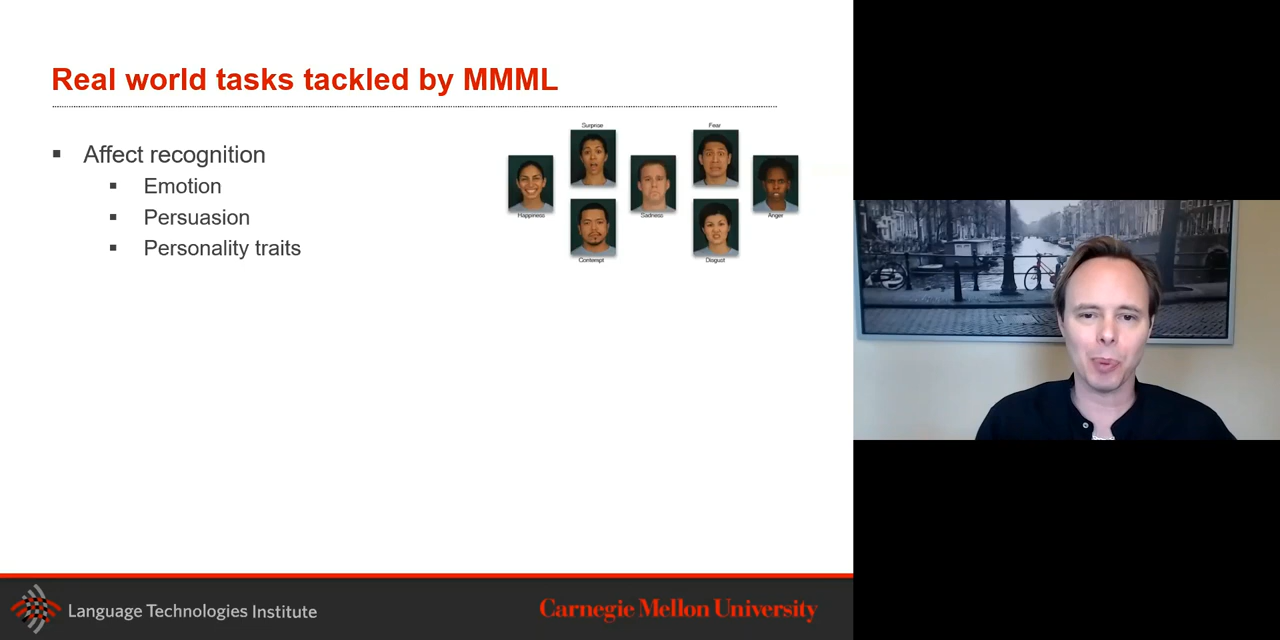 Real world tasks tackled by MMML
Affect recognition
Emotion
Persuasion
Personality traits
Surprise
Fear
Happiness
Sadness
Anger
Contempt
Disgust
Language Technologies Institute
Carnegie Mellon University